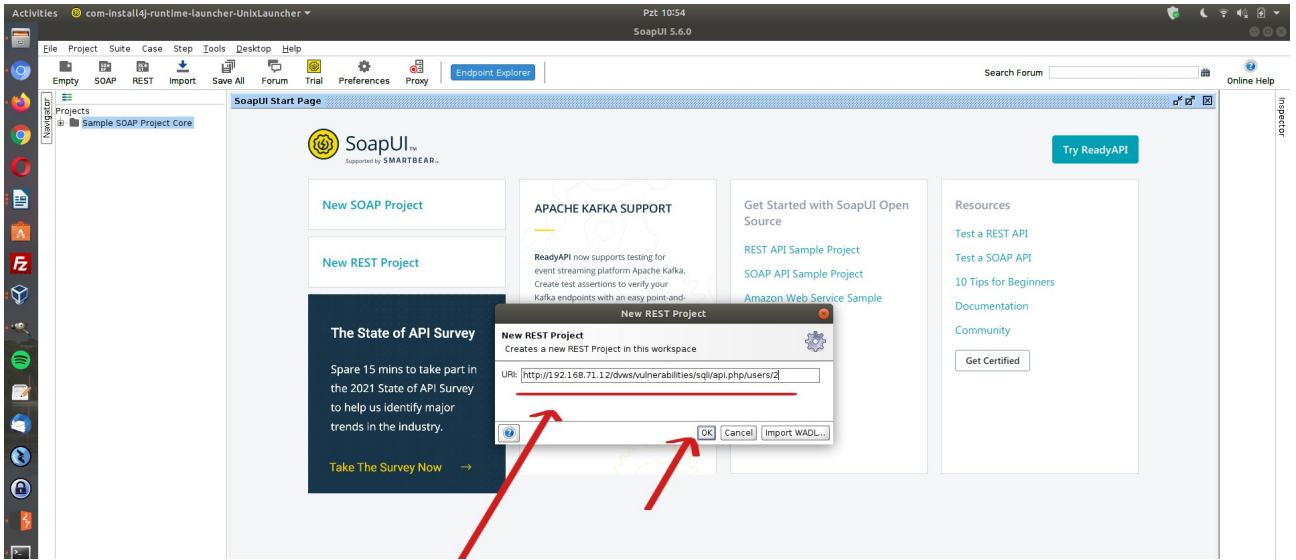 Activities com-install4j-runtime-launcher-UnixLauncher Pzt 10:54
SoapUI 5.6.0
File Project Suite Case Step Tools Desktop Help
Empty SOAP REST Import Save All Forum Trial Preferences Proxy Endpoint Explorer Search Forum Online Help
Navigator
Projects
Sample SOAP Project Core
SoapUI Start Page
Inspector
SoapUI™
Supported by SMARTBEAR
Try ReadyAPI
New SOAP Project
New REST Project
The State of API Survey
Spare 15 mins to take part in
the 2021 State of API Survey
to help us identify major
trends in the industry.
Take The Survey Now →
APACHE KAFKA SUPPORT
ReadyAPI now supports testing for
event streaming platform Apache Kafka.
Create test assertions to verify your
Kafka endpoints with an easy point-and-
Get Started with SoapUI Open
Source
REST API Sample Project
SOAP API Sample Project
Amazon Web Service Sample
Resources
Test a REST API
Test a SOAP API
10 Tips for Beginners
Documentation
Community
Get Certified
New REST Project
New REST Project
Creates a new REST Project in this workspace
URI: http://192.168.71.12/dvws/vulnerabilities/sqli/api.php/users/2
OK Cancel Import WADL...